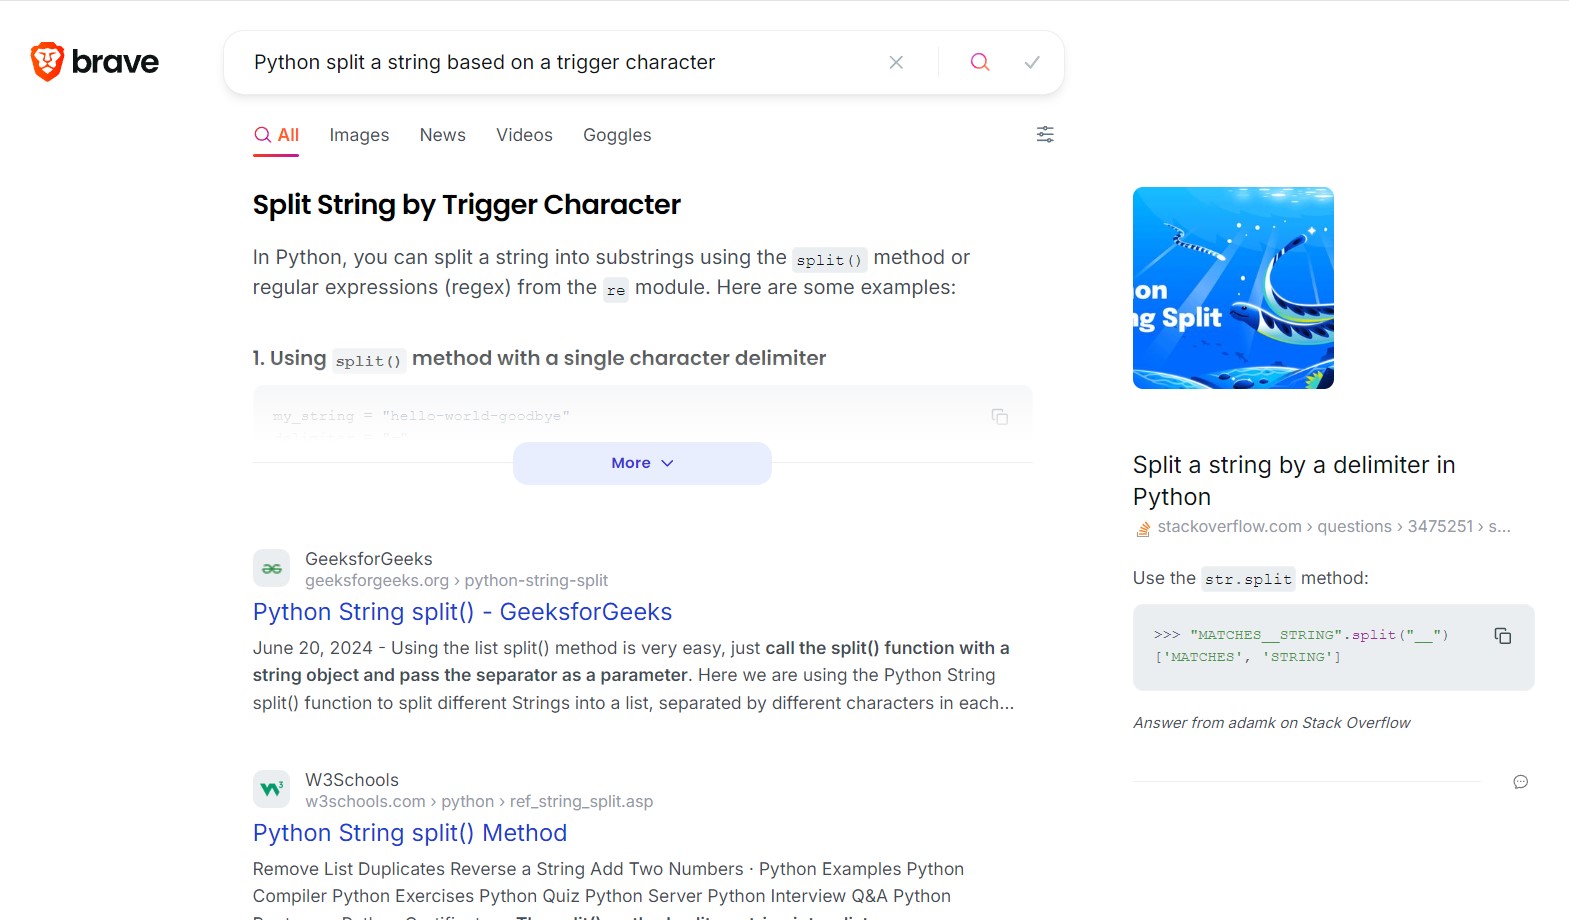 brave
Python split a string based on a trigger character
All Images News Videos Goggles
Split String by Trigger Character
In Python, you can split a string into substrings using the split() method or
regular expressions (regex) from the re module. Here are some examples:
1. Using split() method with a single character delimiter
my_string = "hello-world-goodbye"
More
GeeksforGeeks
geeksforgeeks.org › python-string-split
Python String split() - GeeksforGeeks
June 20, 2024 - Using the list split() method is very easy, just call the split() function with a
string object and pass the separator as a parameter. Here we are using the Python String
split() function to split different Strings into a list, separated by different characters in each...
W3Schools
w3schools.com › python › ref_string_split.asp
Python String split() Method
Remove List Duplicates Reverse a String Add Two Numbers · Python Examples Python
Compiler Python Exercises Python Quiz Python Server Python Interview Q&A Python
on
ng Split
Split a string by a delimiter in
Python
stackoverflow.com › questions › 3475251 › s...
Use the str.split method:
>>> "MATCHES__STRING".split("__")
['MATCHES', 'STRING']
Answer from adamk on Stack Overflow